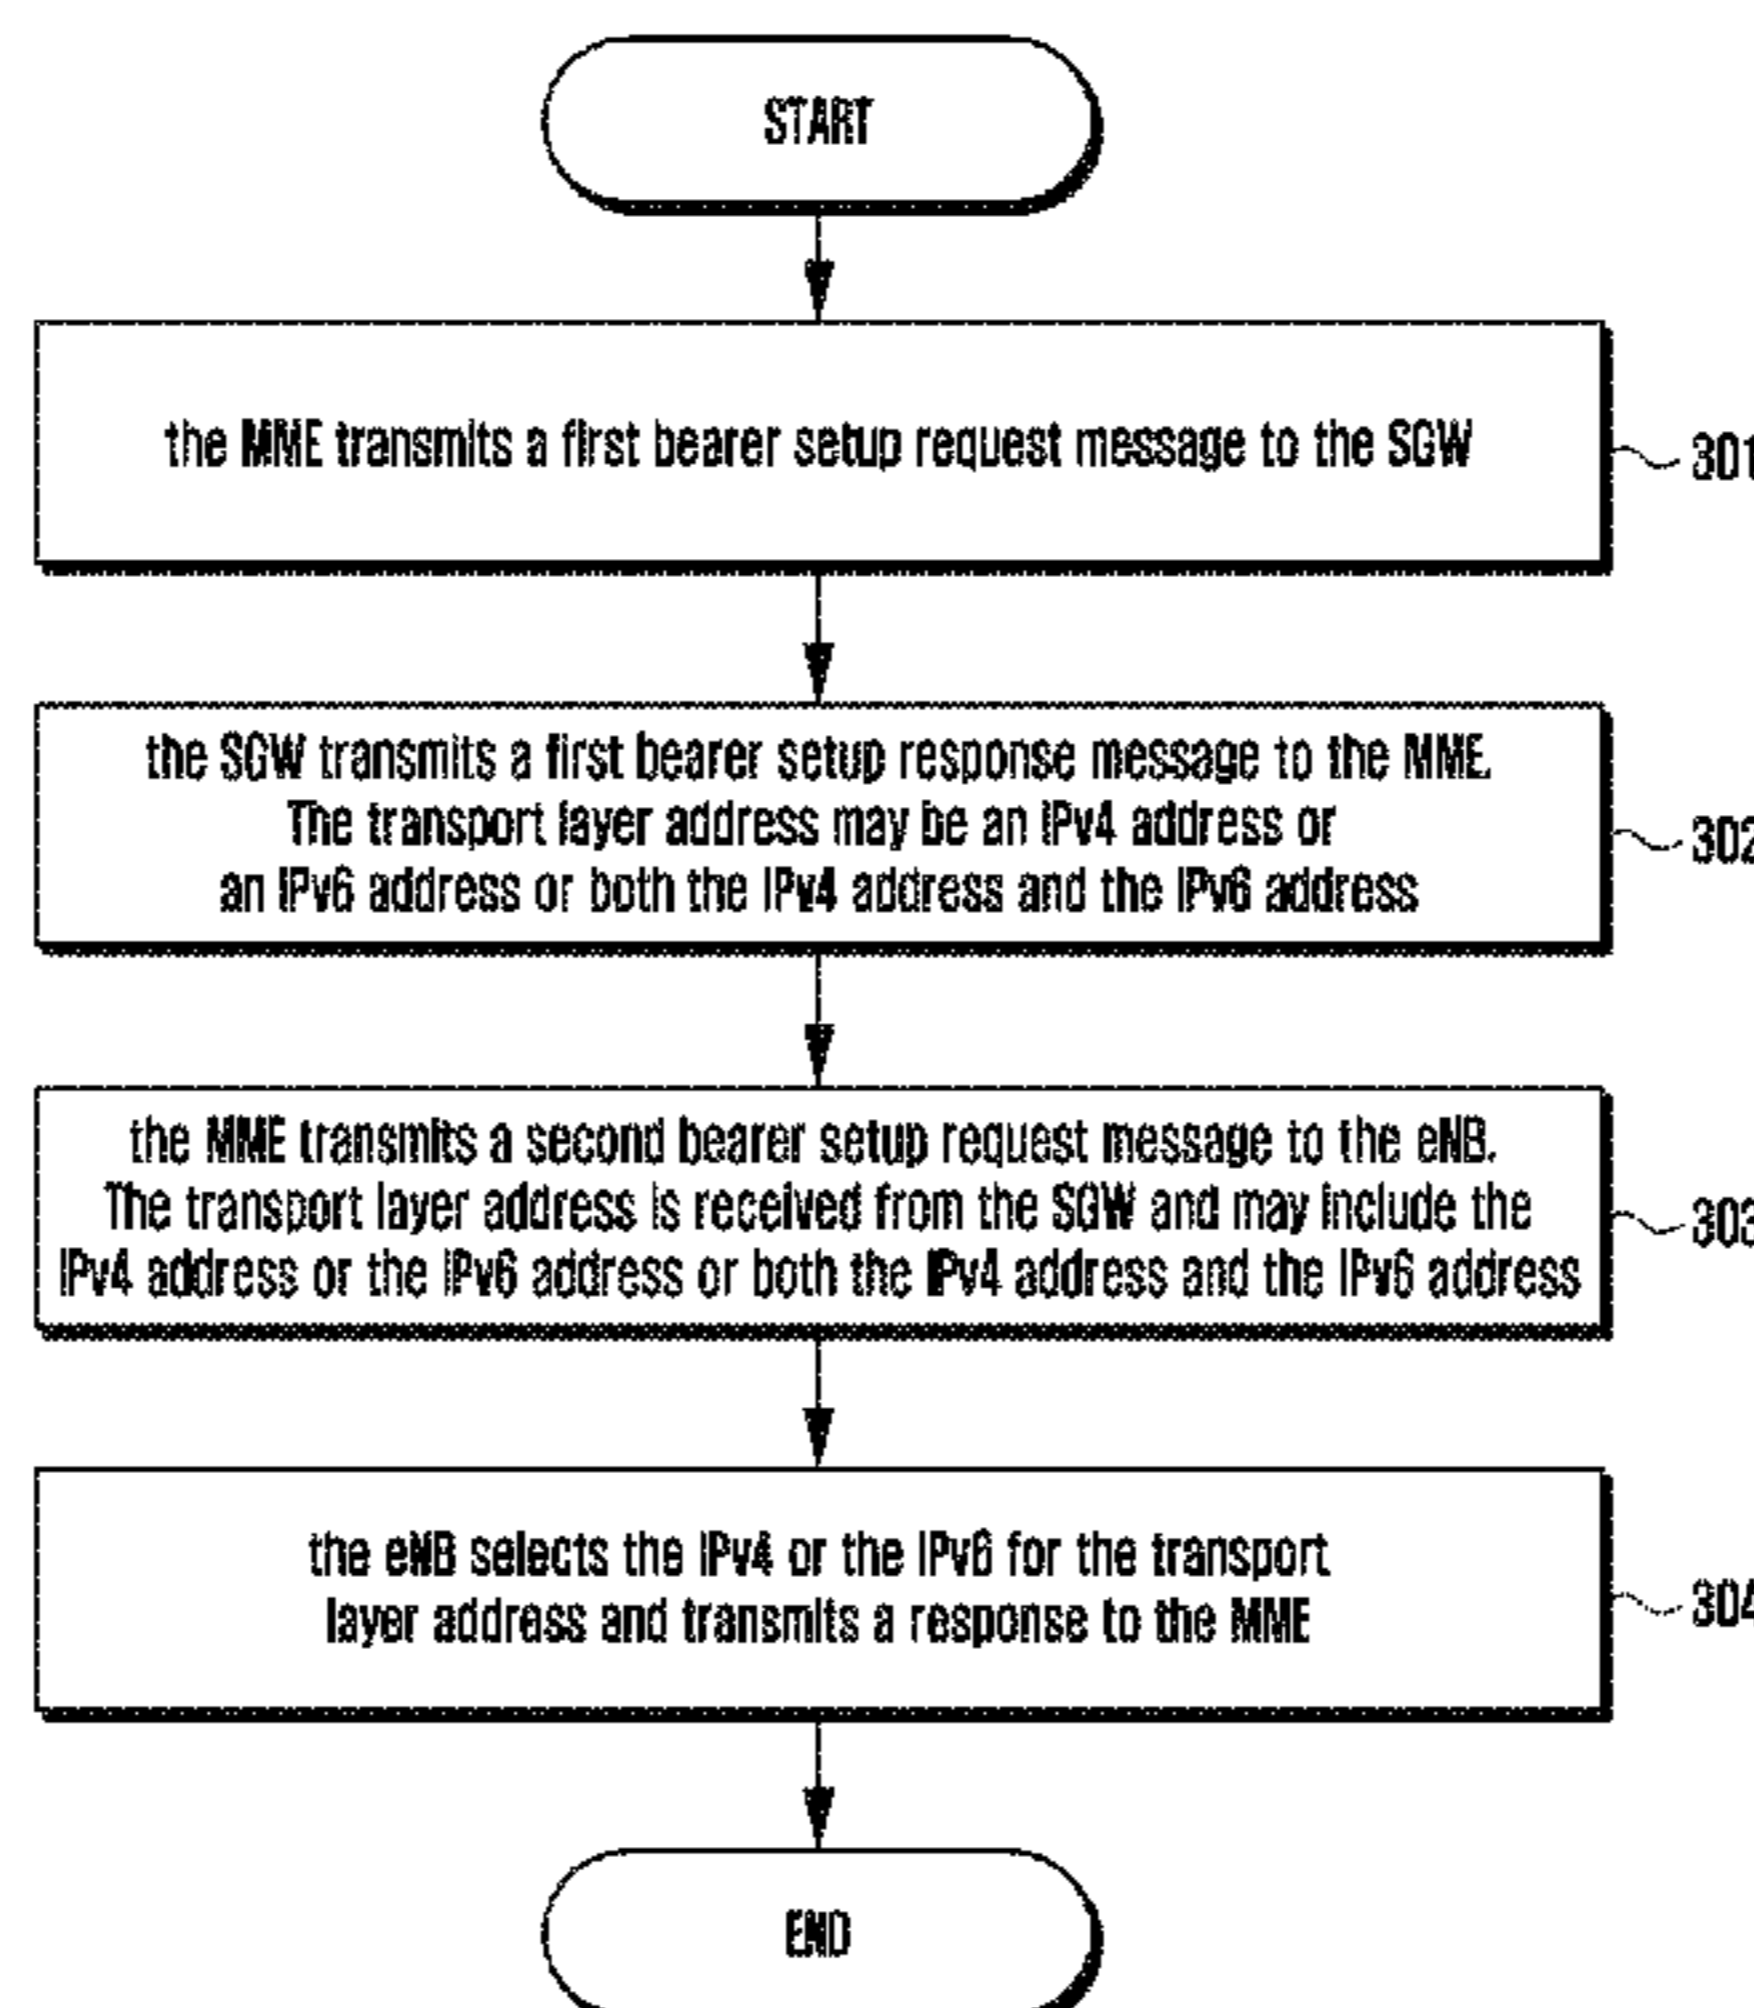 START
the MME transmits a first bearer setup request message to the SGW
301
the SGW transmits a first bearer setup response message to the MME.
The transport layer address may be an IPv4 address or
an IPv6 address or both the IPv4 address and the IPv6 address
302
the MME transmits a second bearer setup request message to the eNB.
The transport layer address is received from the SGW and may include the
IPv4 address or the IPv6 address or both the IPv4 address and the IPv6 address
303
the eNB selects the IPv4 or the IPv6 for the transport
layer address and transmits a response to the MME
304
END